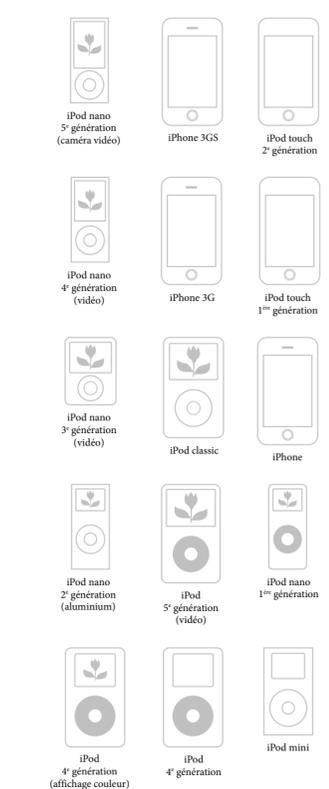 iPod nano
5e génération
(caméra vidéo)
iPhone 3GS
iPod touch
2e génération
iPod nano
4e génération
(vidéo)
iPhone 3G
iPod touch
1ère génération
iPod nano
3e génération
(vidéo)
iPod classic
iPhone
iPod nano
2e génération
(aluminium)
iPod
5e génération
(vidéo)
iPod nano
1ère génération
iPod
4e génération
(affichage couleur)
iPod
4e génération
iPod mini